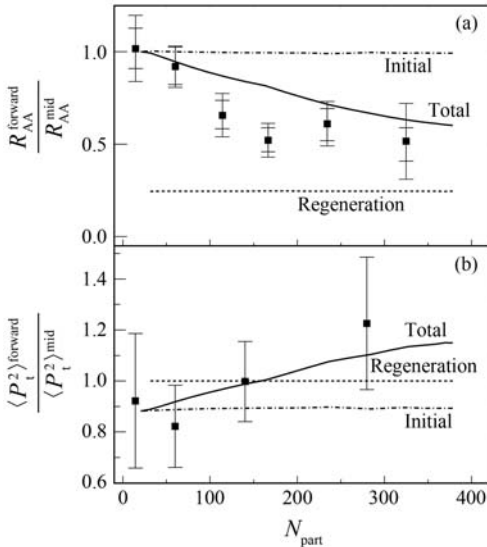 (a)
1.0
Initial
R_AA^forward
R_AA^mid
Total
0.5
Regeneration
0.0
(b)
1.4
⟨P_t^2⟩^forward
⟨P_t^2⟩^mid
1.2
Total
Regeneration
1.0
Initial
0.8
0.6
0 100 200 300 400
N_part